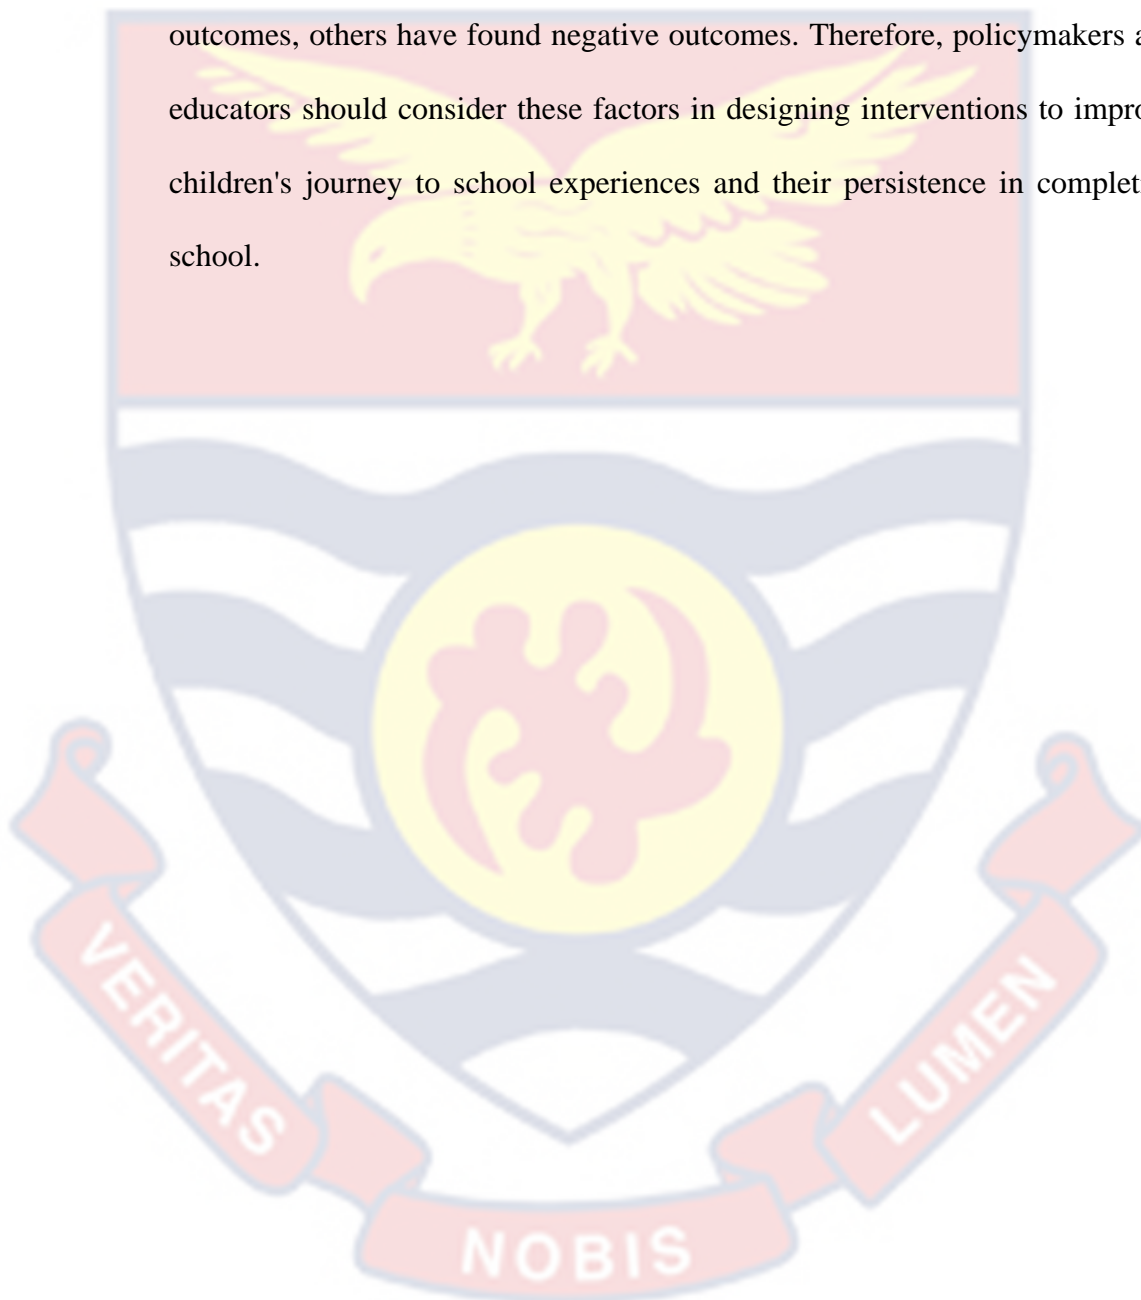 outcomes, others have found negative outcomes. Therefore, policymakers
educators should consider these factors in designing interventions to
children's journey to school experiences and their persistence in
school.
VERITAS
NOBIS
LUMEN